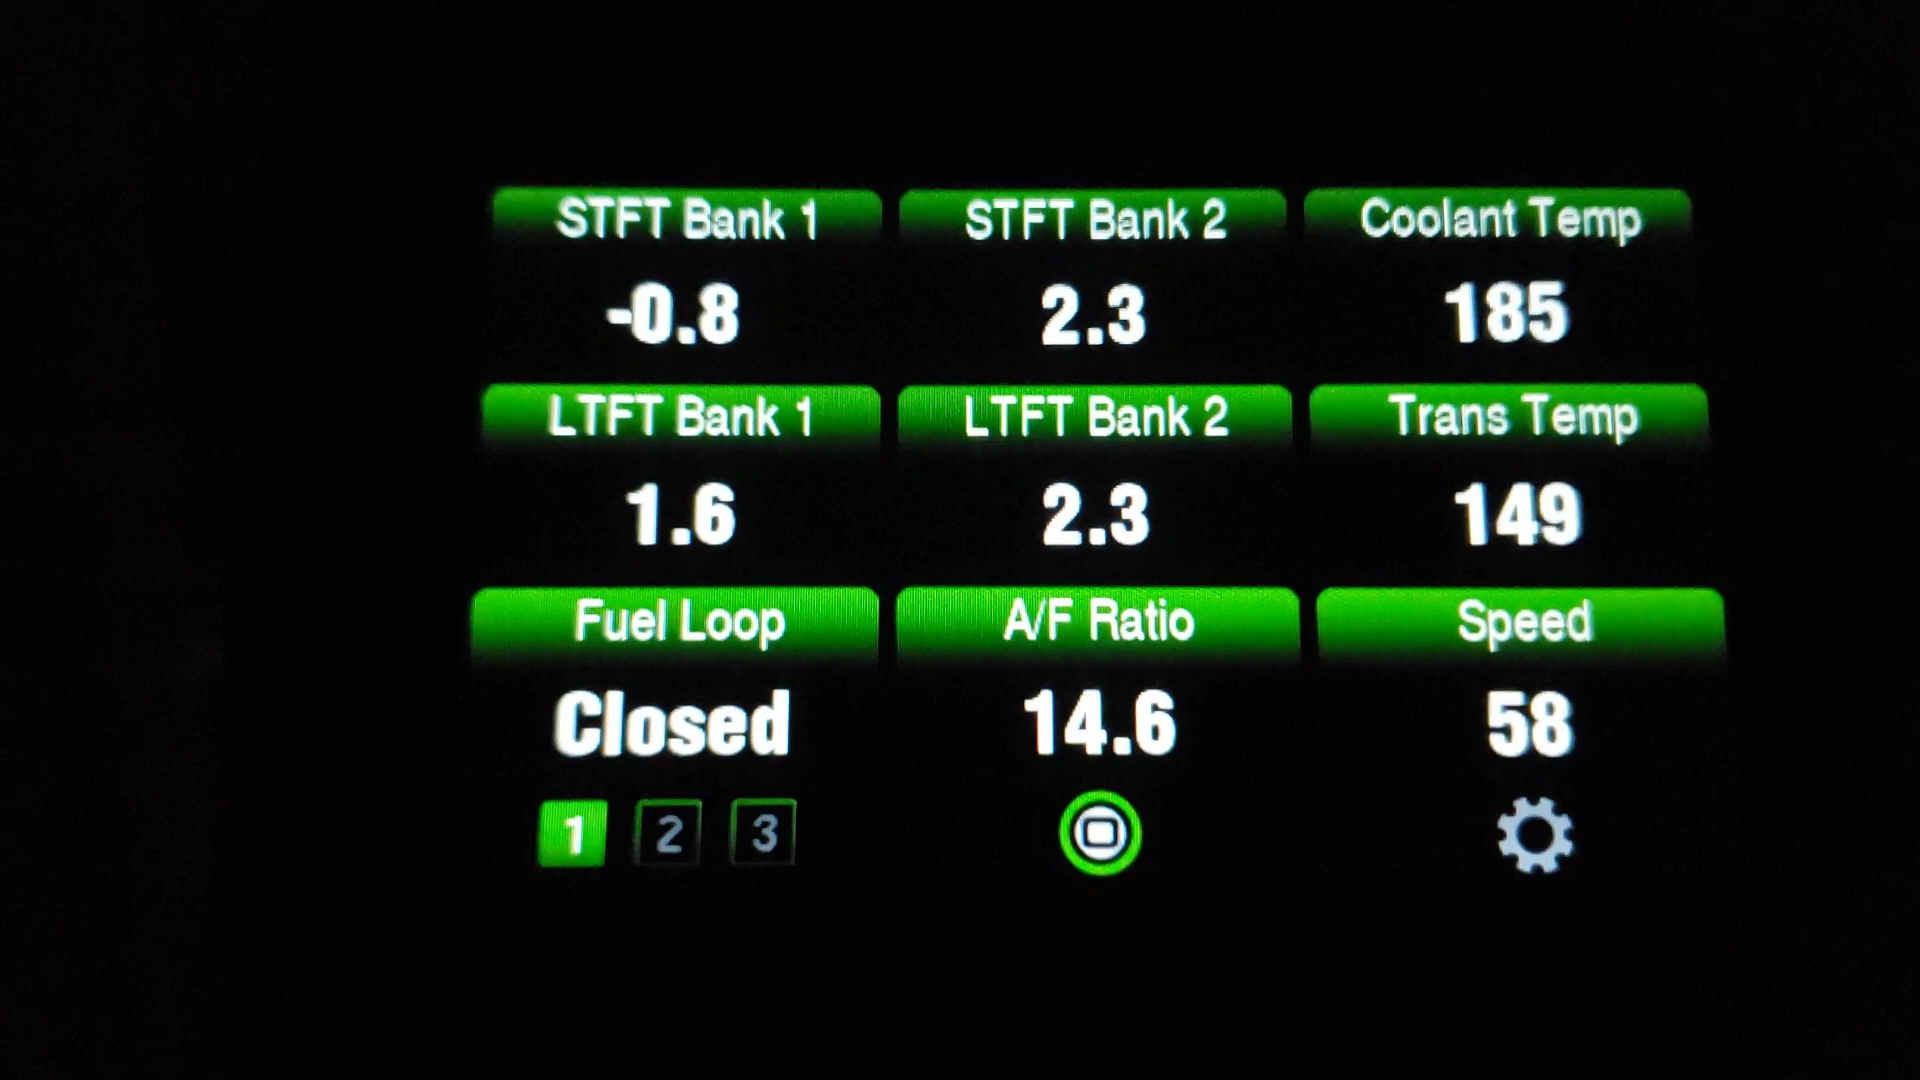 STFT Bank 1 STFT Bank 2 Coolant Temp
-0.8 2.3 185
LTFT Bank 1 LTFT Bank 2 Trans Temp
1.6 2.3 149
Fuel Loop A/F Ratio Speed
Closed 14.6 58
1 2 3